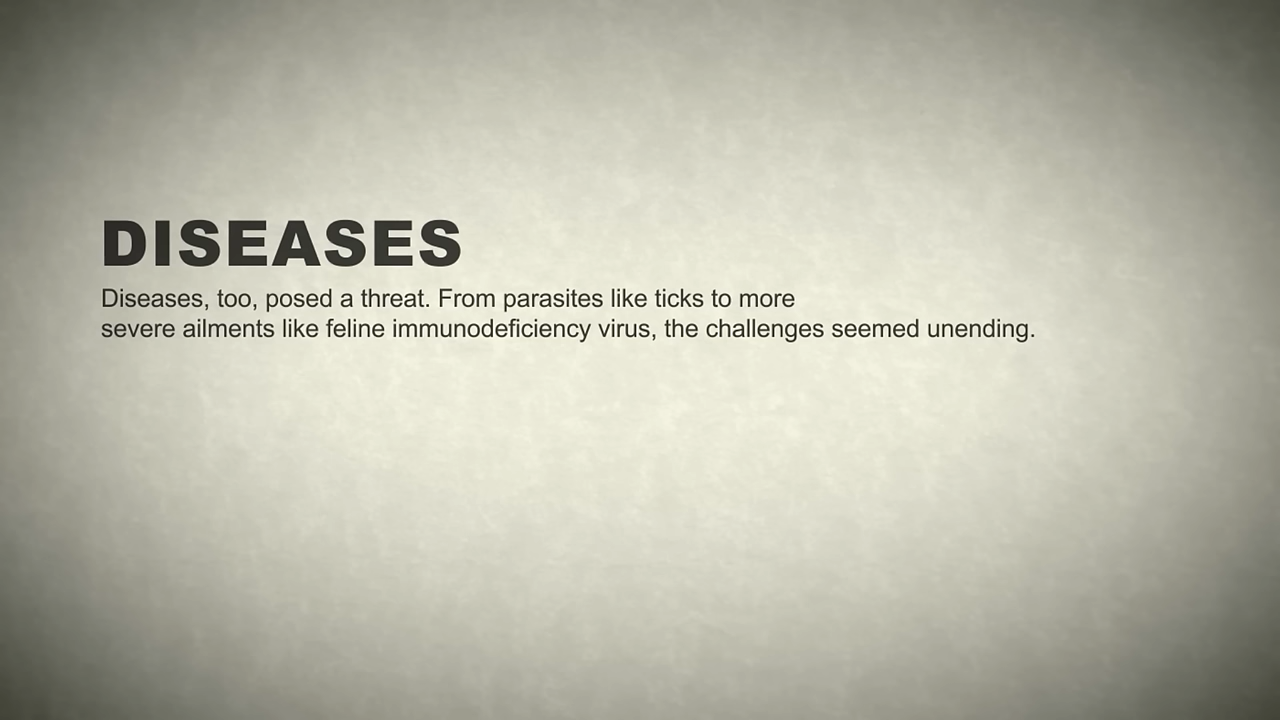 DISEASES
Diseases, too, posed a threat. From parasites like ticks to more
severe ailments like feline immunodeficiency virus, the challenges seemed unending.